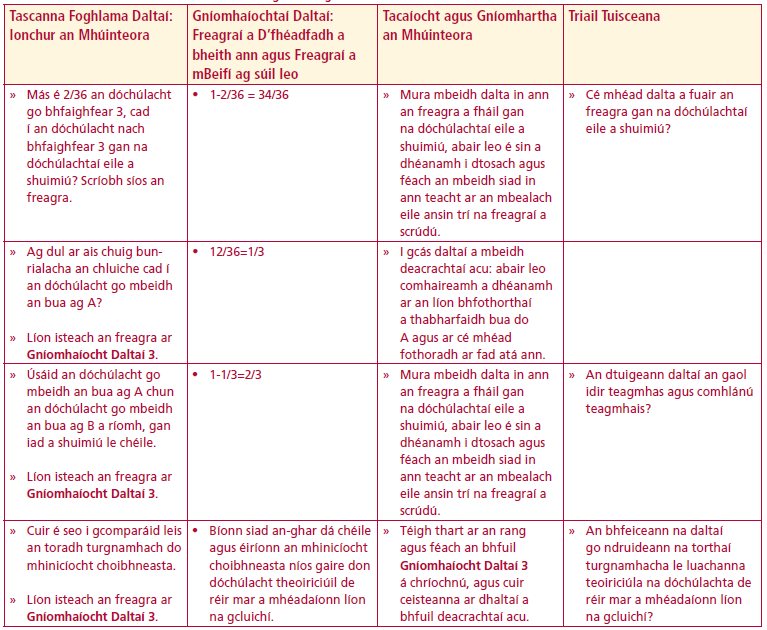 Tascanna Foghlama Daltaí:
Ionchur an Mhúinteora
Gníomhaíochtaí Daltaí:
Freagraí a D'fhéadfadh a
bheith ann agus Freagraí a
mBeifí ag súil leo
Tacaíocht agus Gníomhartha
an Mhúinteora
Triail Tuisceana
» Más é 2/36 an dóchúlacht
go bhfaighfear 3, cad
í an dóchúlacht nach
bhfaighfear 3 gan na
dóchúlachtaí eile a
shuimiú? Scríobh síos an
freagra.
• 1-2/36 = 34/36
» Mura mbeidh dalta in ann
an freagra a fháil gan
na dóchúlachtaí eile a
shuimiú, abair leo é sin a
dhéanamh i dtosach agus
féach an mbeidh siad in
ann teacht ar an mbealach
eile ansin trí na freagraí a
scrúdú.
» Cé mhéad dalta a fuair an
freagra gan na dóchúlachtaí
eile a shuimiú?
» Ag dul ar ais chuig bun-
rialacha an chluiche cad í
an dóchúlacht go mbeidh
an bua ag A?
» Líon isteach an freagra ar
Gníomhaíocht Daltaí 3.
• 12/36=1/3
» I gcás daltaí a mbeidh
deacrachtaí acu: abair leo
comhaireamh a dhéanamh
ar an líon bhfothorthaí
a thabharfaidh bua do
A agus ar cé mhéad
fothoradh ar fad atá ann.
» Úsáid an dóchúlacht go
mbeidh an bua ag A chun
an dóchúlacht go mbeidh
an bua ag B a ríomh, gan
iad a shuimiú le chéile.
» Líon isteach an freagra ar
Gníomhaíocht Daltaí 3.
• 1-1/3=2/3
» Mura mbeidh dalta in ann
an freagra a fháil gan
na dóchúlachtaí eile a
shuimiú, abair leo é sin a
dhéanamh i dtosach agus
féach an mbeidh siad in
ann teacht ar an mbealach
eile ansin trí na freagraí a
scrúdú.
» An dtuigeann daltaí an gaol
idir teagmhas agus comhlánú
teagmhais?
» Cuir é seo i gcomparáid leis
an toradh turgnamhach do
mhinicíocht choibhneasta.
» Líon isteach an freagra ar
Gníomhaíocht Daltaí 3.
• Bíonn siad an-ghar dá chéile
agus éiríonn an mhinicíocht
choibhneasta níos gaire don
dóchúlacht theoiriciúil de
réir mar a mhéadaíonn líon
na gcluichí.
» Téigh thart ar an rang
agus féach an bhfuil
Gníomhaíocht Daltaí 3
á chríochnú, agus cuir
ceisteanna ar dhaltaí a
bhfuil deacrachtaí acu.
» An bhfeiceann na daltaí
go ndruideann na torthaí
turgnamhacha le luachanna
teoiriciúla na dóchúlachta de
réir mar a mhéadaíonn líon
na gcluichí?